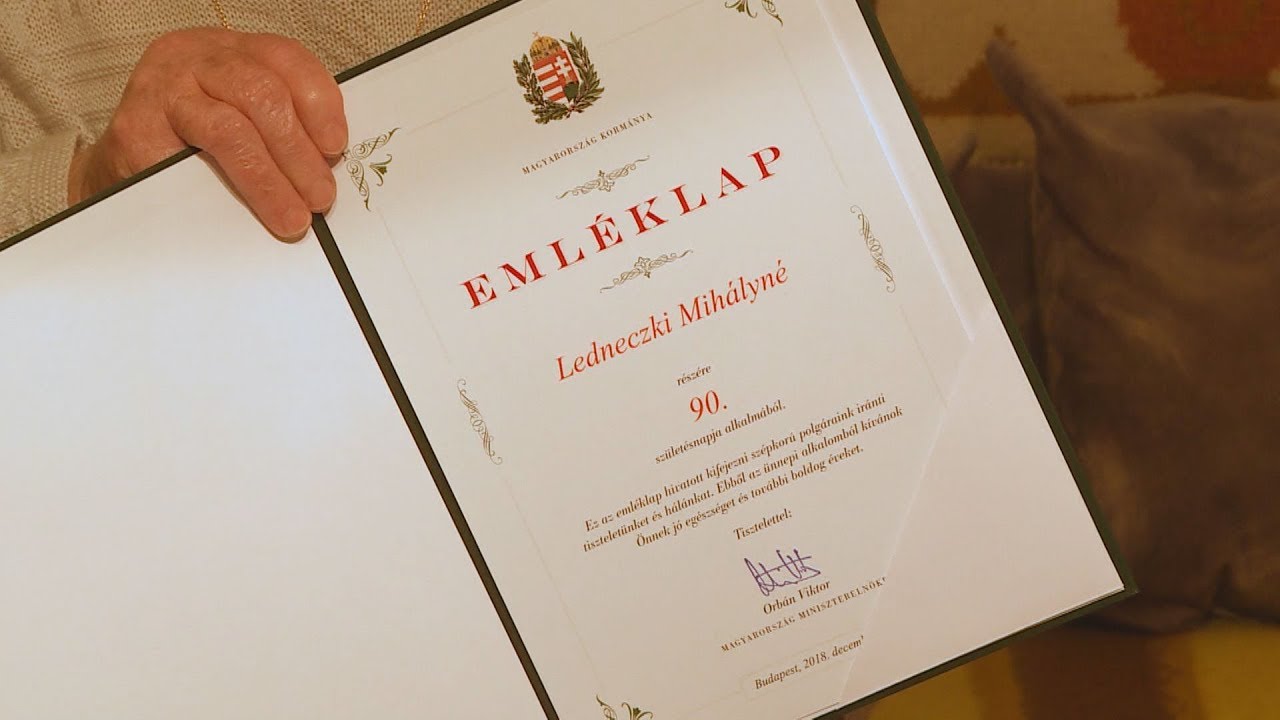 MAGYARORSZÁG KORMÁNYA
EMLÉKLAP
Ledneczki Mihályné
részére
90.
születésnapja alkalmából.
Ez az emléklap hivatott kifejezni szépkorú polgáraink iránti
tiszteletünket és hálánkat. Ebből az ünnepi alkalomból kívánok
Önnek jó egészséget és további boldog éveket.
Tisztelettel:
Orbán Viktor
MAGYARORSZÁG MINISZTERELNÖK
Budapest, 2018. decem